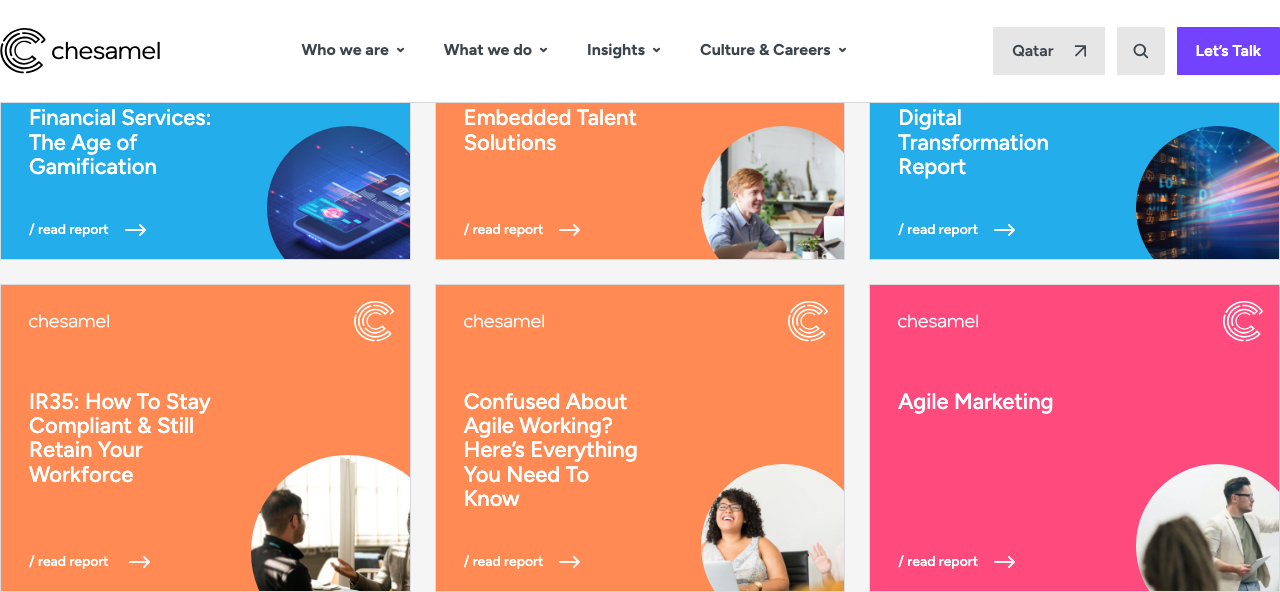 chesamel
Who we are
What we do
Insights
Culture & Careers
Qatar
Let's Talk
Financial Services:
The Age of
Gamification
/ read report
Embedded Talent
Solutions
/ read report
Digital
Transformation
Report
/ read report
chesamel
IR35: How To Stay
Compliant & Still
Retain Your
Workforce
/ read report
chesamel
Confused About
Agile Working?
Here's Everything
You Need To
Know
/ read report
chesamel
Agile Marketing
/ read report